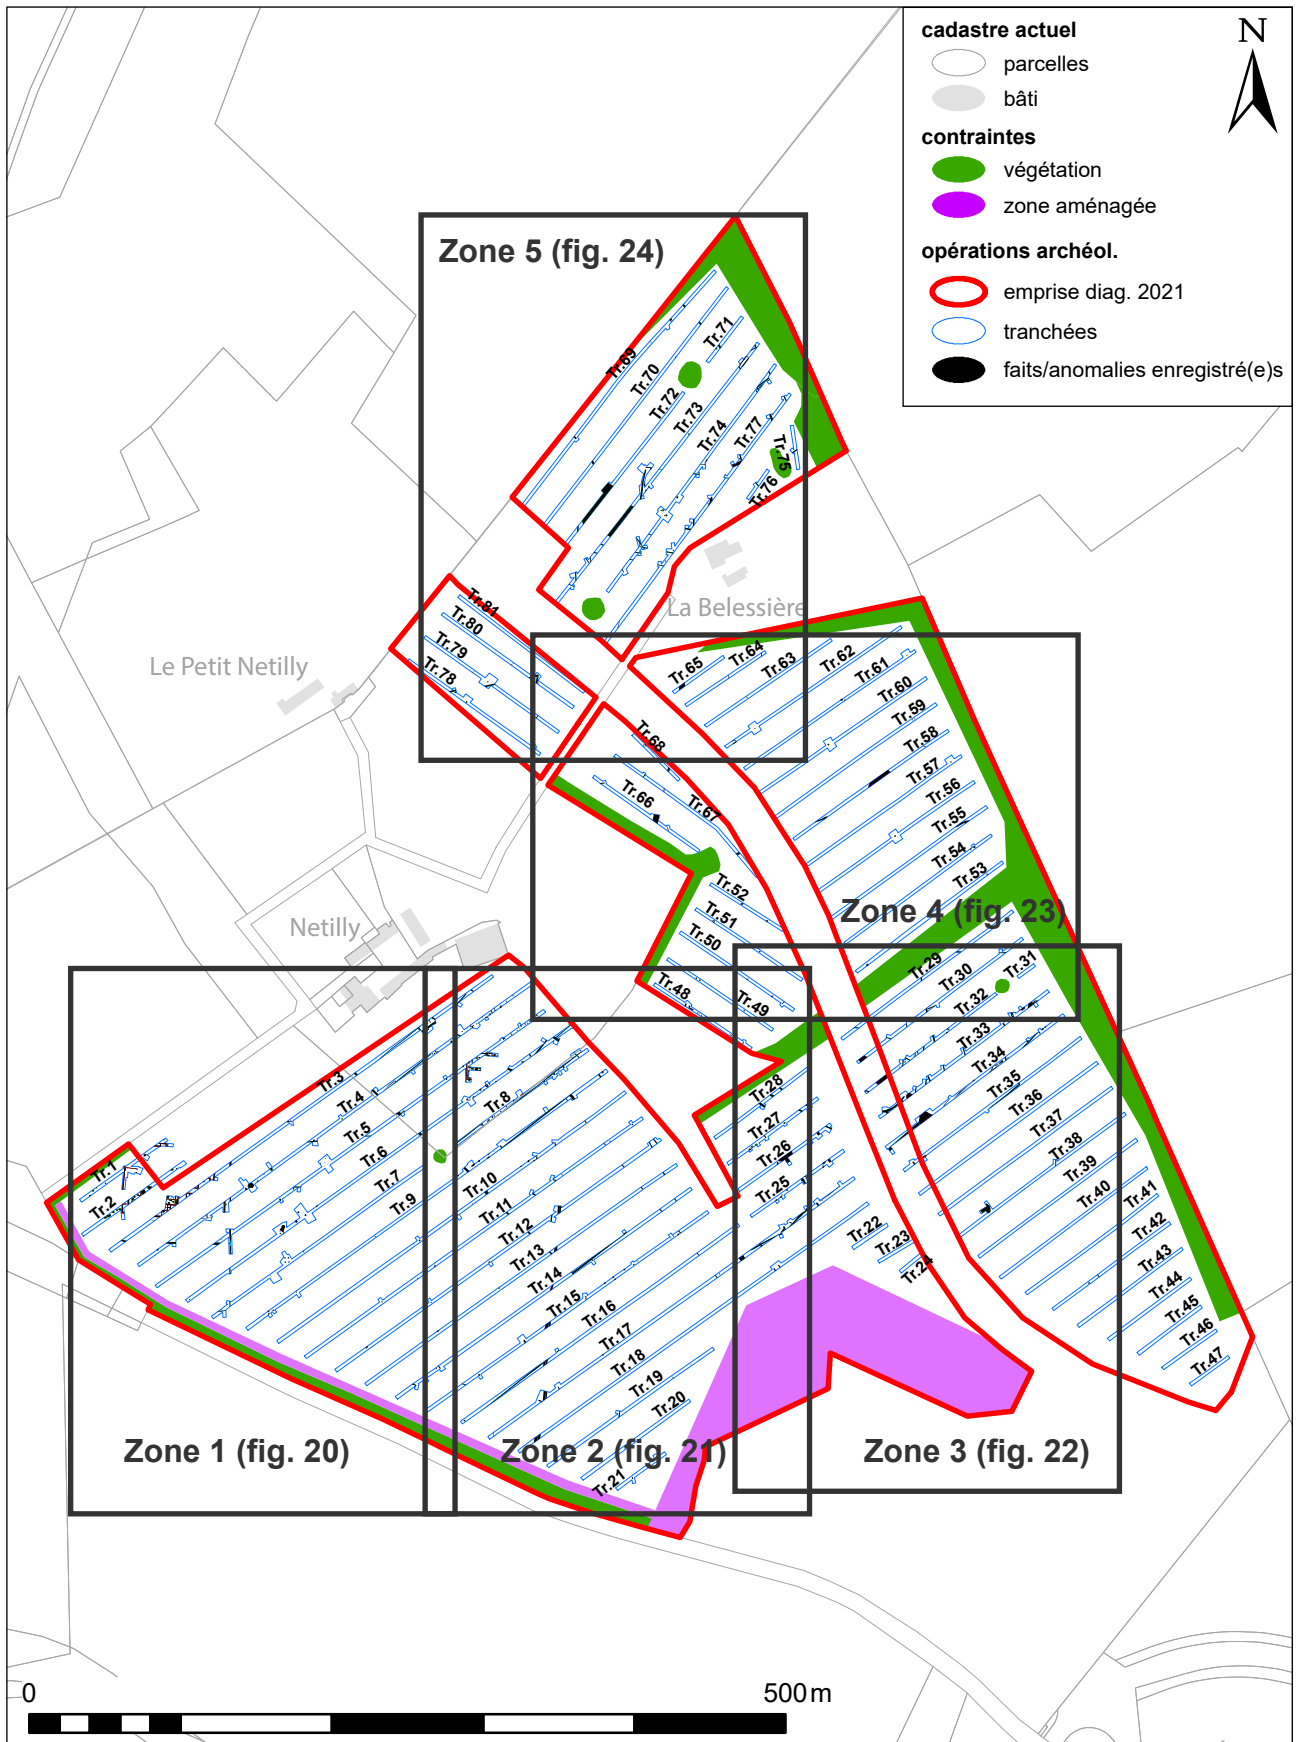 cadastre actuel
parcelles
bâti
contraintes
végétation
zone aménagée
opérations archéol.
emprise diag. 2021
tranchées
faits/anomalies enregistré(e)s
N
Zone 5 (fig. 24)
Tr.69
Tr.70
Tr.71
Tr.72
Tr.73
Tr.74
Tr.77
Tr.75
Tr.76
La Belessière
Tr.81
Tr.80
Tr.79
Tr.78
Le Petit Netilly
Tr.65
Tr.64
Tr.63
Tr.62
Tr.61
Tr.60
Tr.59
Tr.58
Tr.57
Tr.56
Tr.55
Tr.54
Tr.53
Tr.68
Tr.67
Tr.66
Tr.52
Tr.51
Tr.50
Tr.49
Tr.48
Zone 4 (fig. 23)
Netilly
Tr.29
Tr.30
Tr.31
Tr.32
Tr.33
Tr.34
Tr.35
Tr.36
Tr.37
Tr.38
Tr.39
Tr.40
Tr.41
Tr.42
Tr.43
Tr.44
Tr.45
Tr.46
Tr.47
Tr.28
Tr.27
Tr.26
Tr.25
Tr.22
Tr.23
Tr.24
Tr.1
Tr.2
Tr.3
Tr.4
Tr.5
Tr.6
Tr.7
Tr.9
Tr.8
Tr.10
Tr.11
Tr.12
Tr.13
Tr.14
Tr.15
Tr.16
Tr.17
Tr.18
Tr.19
Tr.20
Tr.21
Zone 1 (fig. 20)
Zone 2 (fig. 21)
Zone 3 (fig. 22)
0
500 m